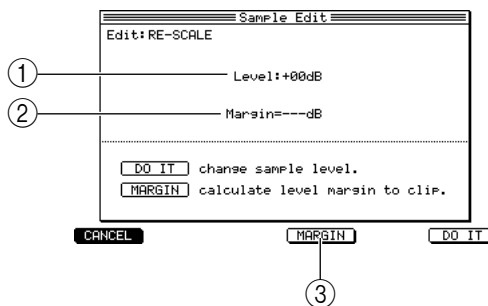 Sample Edit
Edit:RE-SCALE
1 Level:+00dB
2 Margin=---dB
DO IT change sample level.
MARGIN calculate level margin to clip.
CANCEL MARGIN DO IT
3